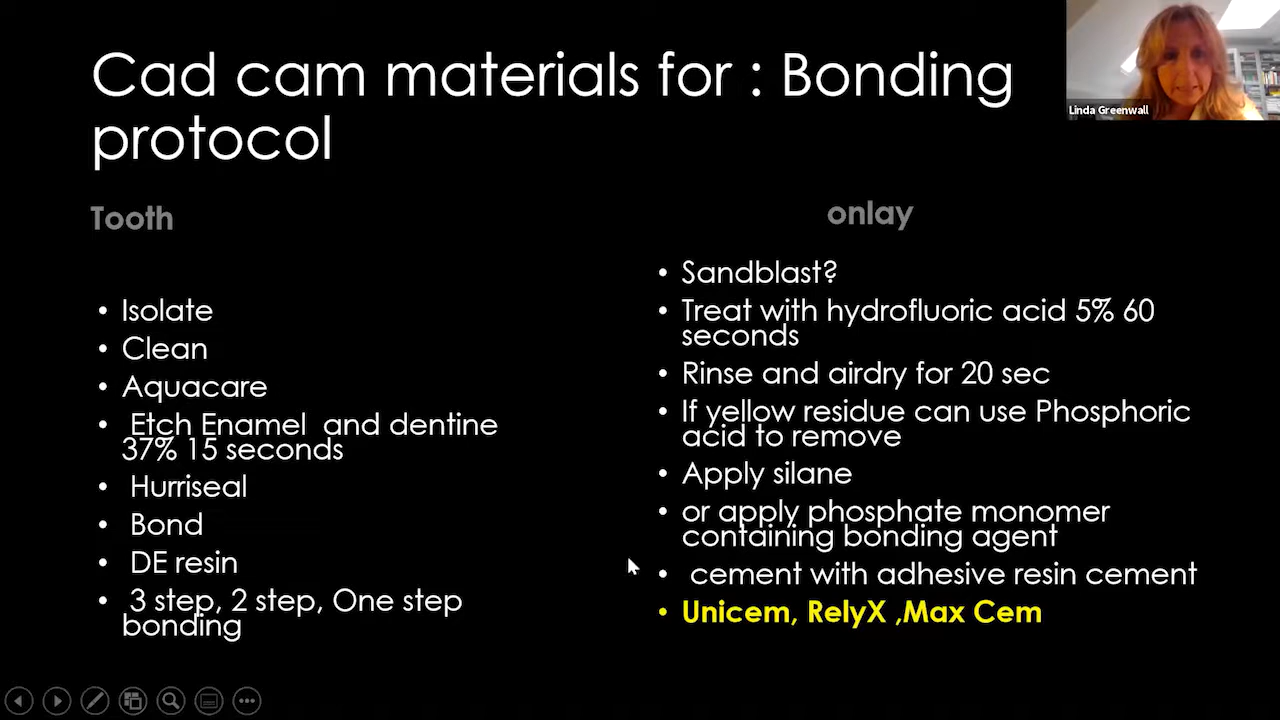 Cad cam materials for : Bonding
protocol
Linda Greenwall
Tooth
Isolate
Clean
Aquacare
Etch Enamel and dentine
37% 15 seconds
Hurriseal
Bond
DE resin
3 step, 2 step, One step
bonding
onlay
Sandblast?
Treat with hydrofluoric acid 5% 60
seconds
Rinse and airdry for 20 sec
If yellow residue can use Phosphoric
acid to remove
Apply silane
or apply phosphate monomer
containing bonding agent
cement with adhesive resin cement
Unicem, RelyX ,Max Cem